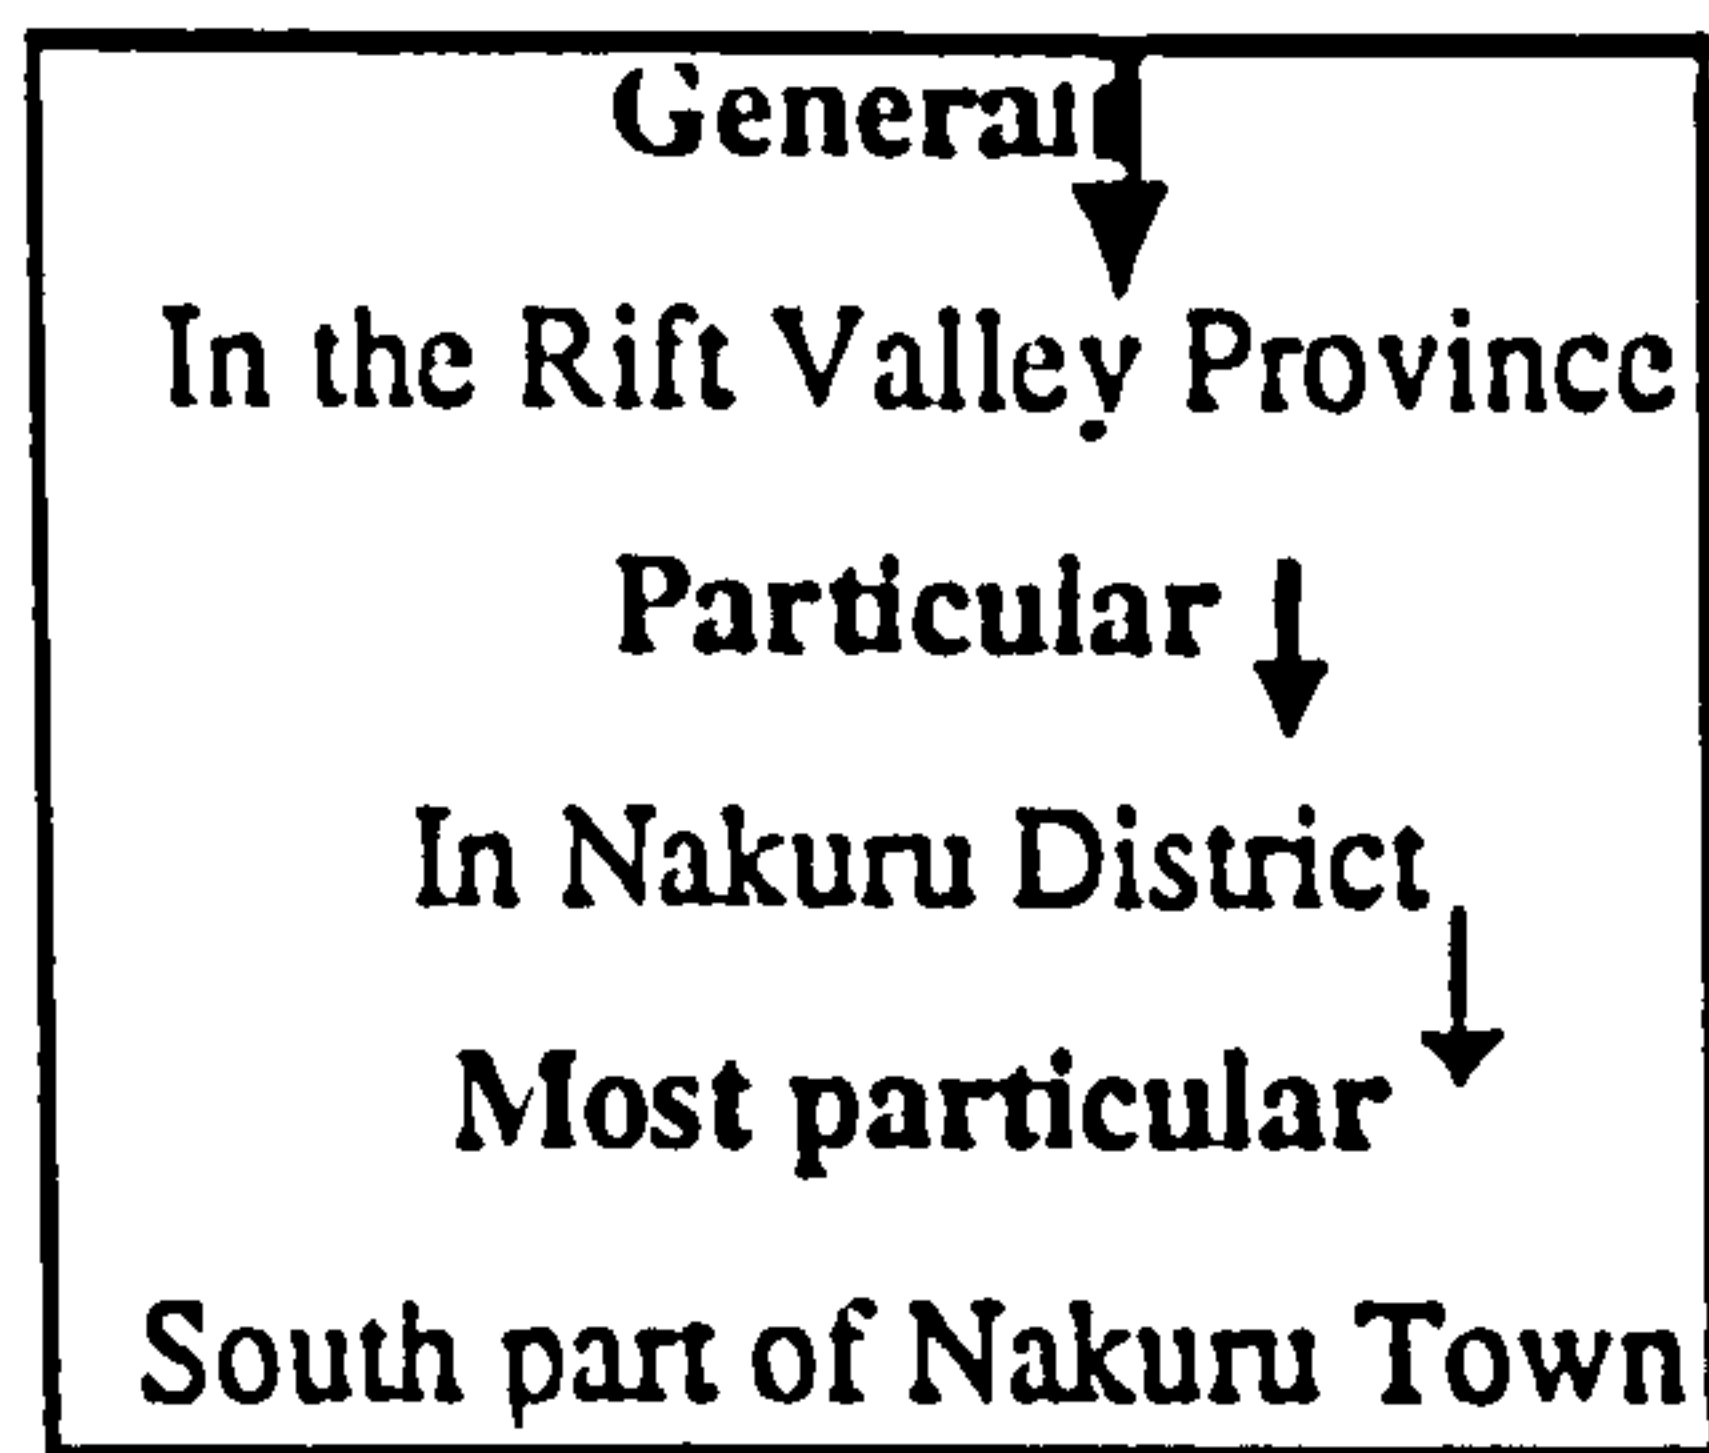 General
In the Rift Valley Province
Particular
In Nakuru District
Most particular
South part of Nakuru Town